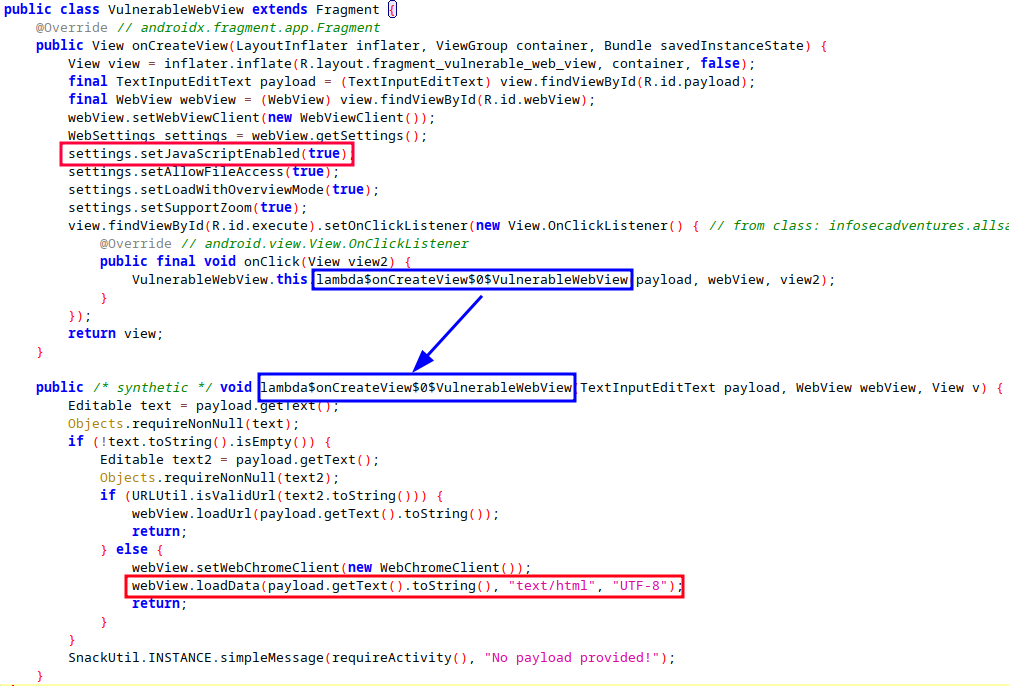 public class VulnerableWebView extends Fragment {
@Override // androidx.fragment.app.Fragment
public View onCreateView(LayoutInflater inflater, ViewGroup container, Bundle savedInstanceState) {
View view = inflater.inflate(R.layout.fragment_vulnerable_web_view, container, false);
final TextInputEditText payload = (TextInputEditText) view.findViewById(R.id.payload);
final WebView webView = (WebView) view.findViewById(R.id.webView);
webView.setWebViewClient(new WebViewClient());
WebSettings settings = webView.getSettings();
settings.setJavaScriptEnabled(true)
settings.setAllowFileAccess(true);
settings.setLoadWithOverviewMode(true);
settings.setSupportZoom(true);
view.findViewById(R.id.execute).setOnClickListener(new View.OnClickListener() { // from class: infosecadventures.allsa
@Override // android.view.View.OnClickListener
public final void onClick(View view2) {
VulnerableWebView.this lambda$onCreateView$0$VulnerableWebView payload, webView, view2);
}
});
return view;
}
public /* synthetic */ void lambda$onCreateView$0$VulnerableWebView TextInputEditText payload, WebView webView, View v) {
Editable text = payload.getText();
Objects.requireNonNull(text);
if (!text.toString().isEmpty()) {
Editable text2 = payload.getText();
Objects.requireNonNull(text2);
if (URLUtil.isValidUrl(text2.toString())) {
webView.loadUrl(payload.getText().toString());
return;
} else {
webView.setWebChromeClient(new WebChromeClient());
webView.loadData(payload.getText().toString(), "text/html", "UTF-8");
return;
}
}
SnackUtil.INSTANCE.simpleMessage(requireActivity(), "No payload provided!");
}